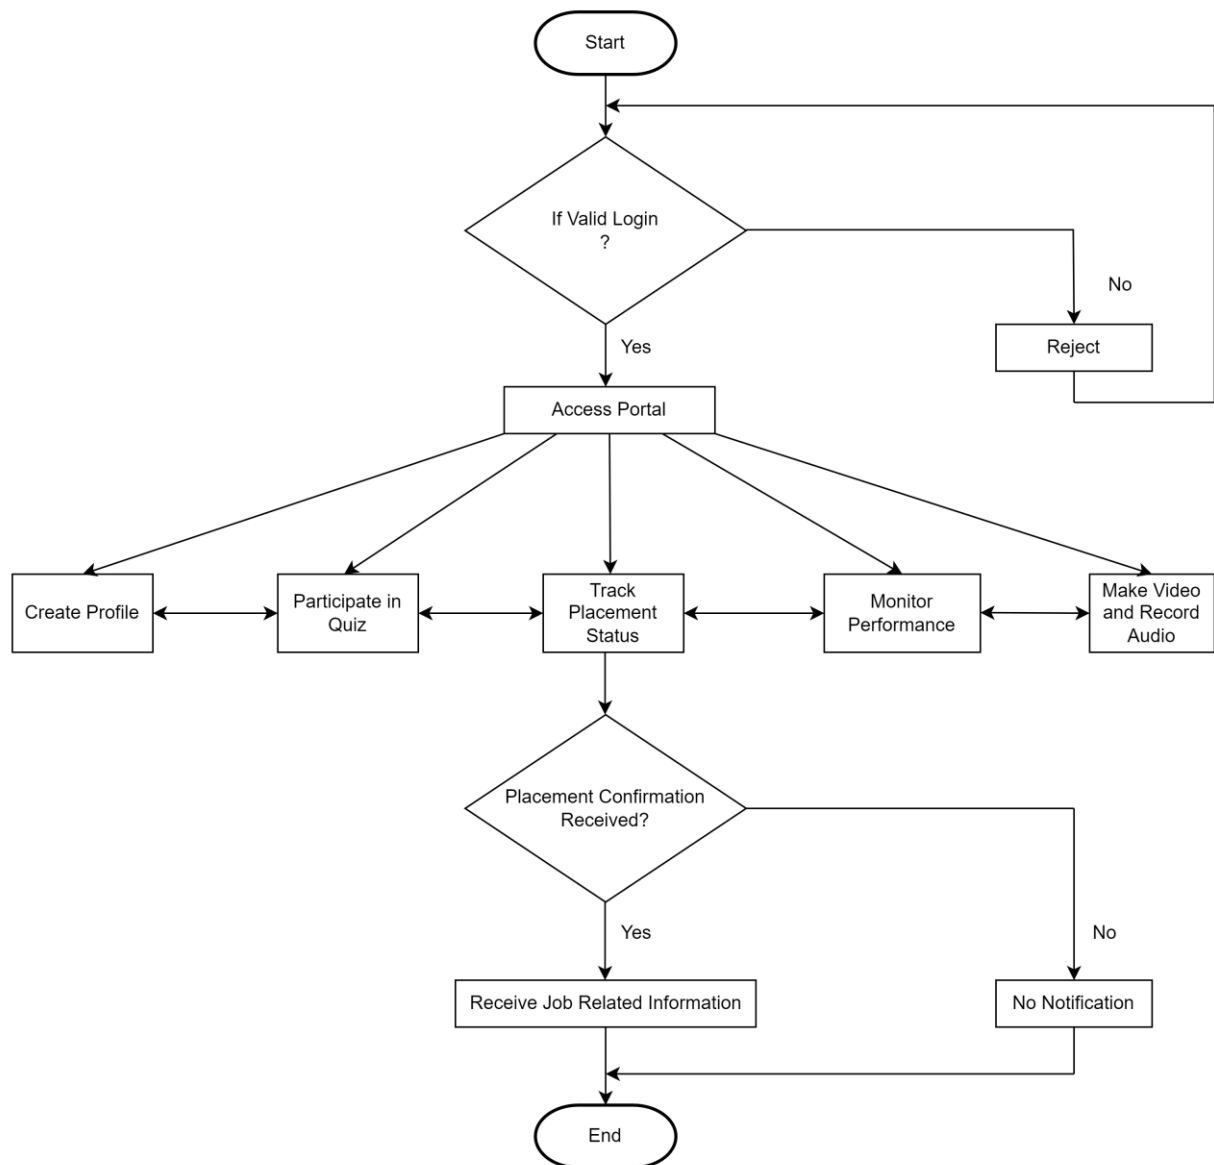 Start
If Valid Login
?
No
Yes
Reject
Access Portal
Create Profile
Participate in
Quiz
Track
Placement
Status
Monitor
Performance
Make Video
and Record
Audio
Placement Confirmation
Received?
Yes
No
Receive Job Related Information
No Notification
End